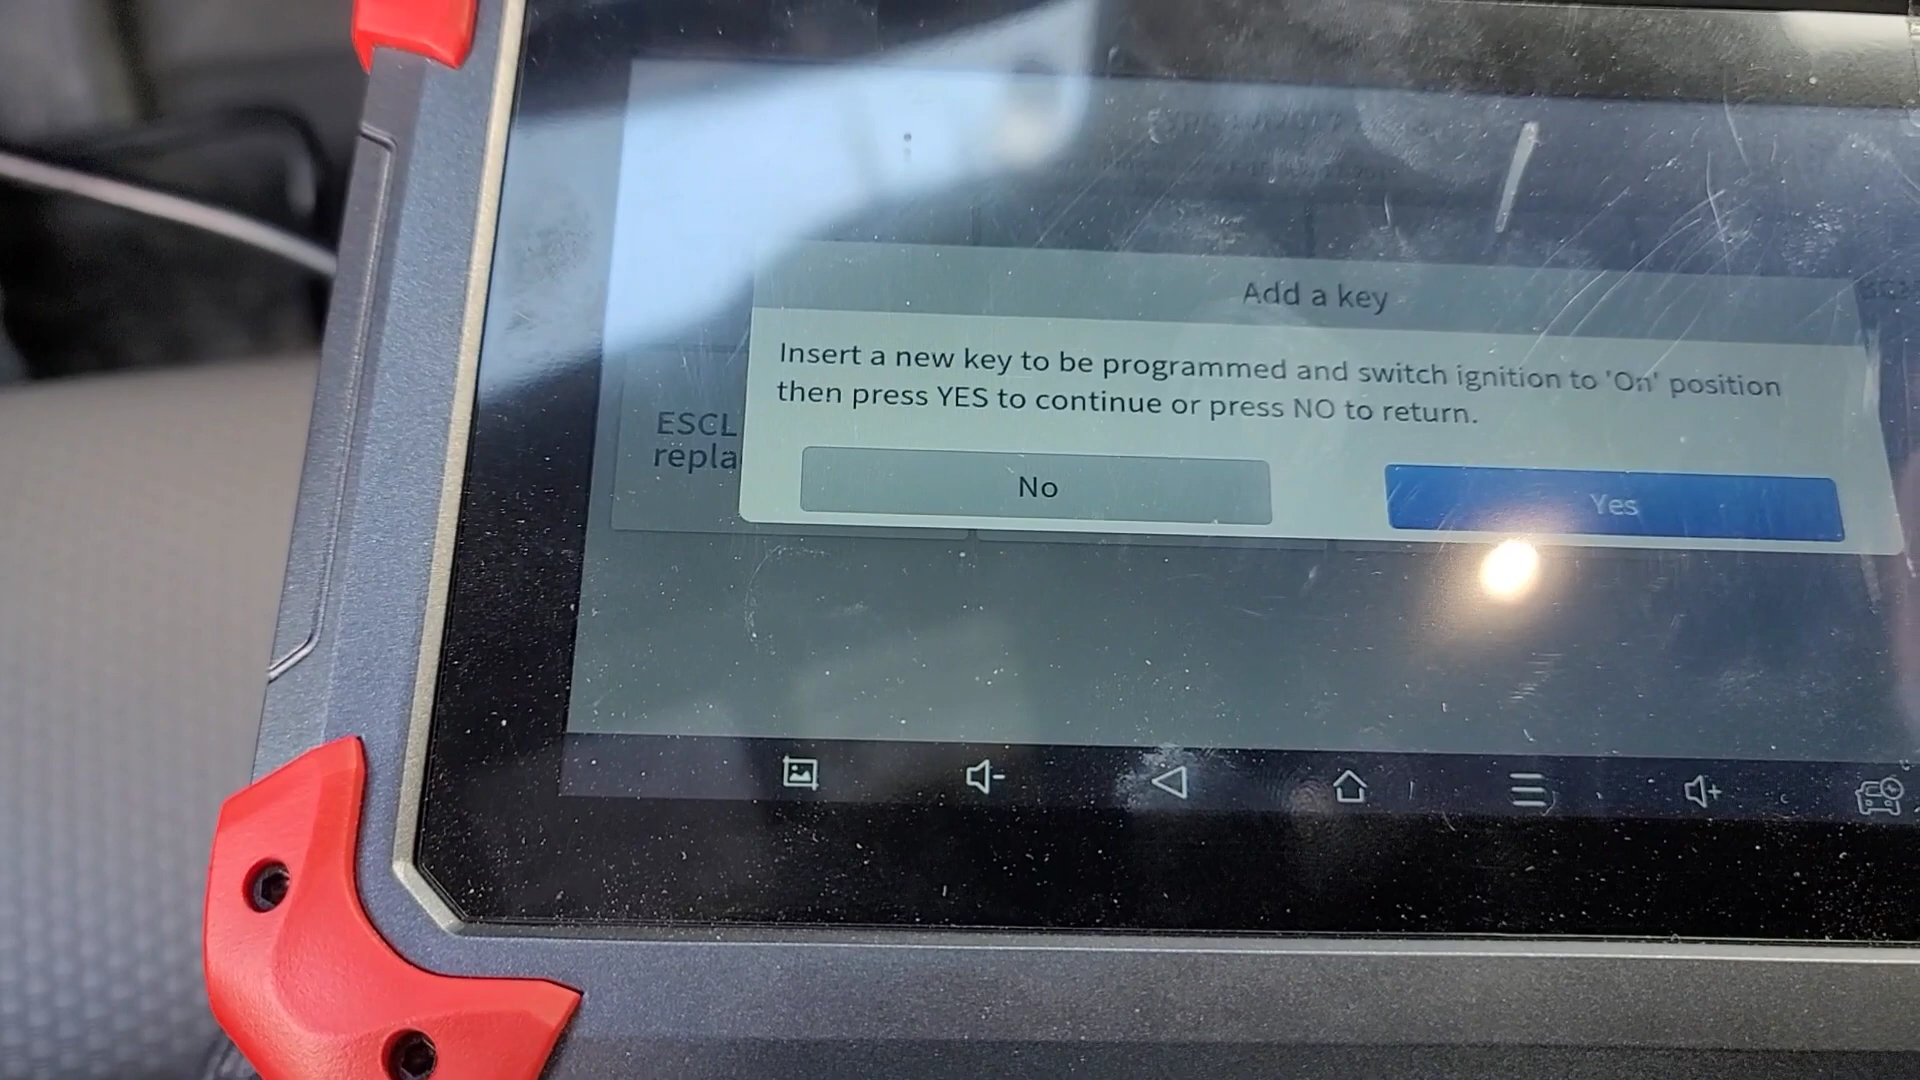 Add a key
Insert a new key to be programmed and switch ignition to 'On' position
then press YES to continue or press NO to return.
ESCL
repla
No
Yes